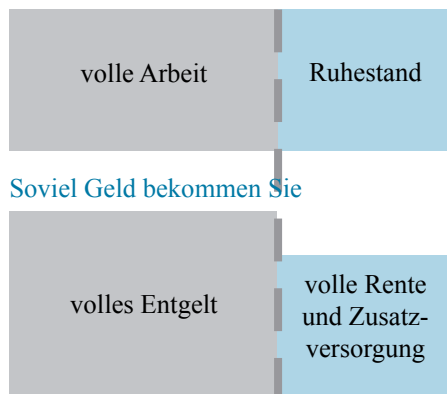 volle Arbeit
Ruhestand
Soviel Geld bekommen Sie
volles Entgelt
volle Rente
und Zusatz-
versorgung